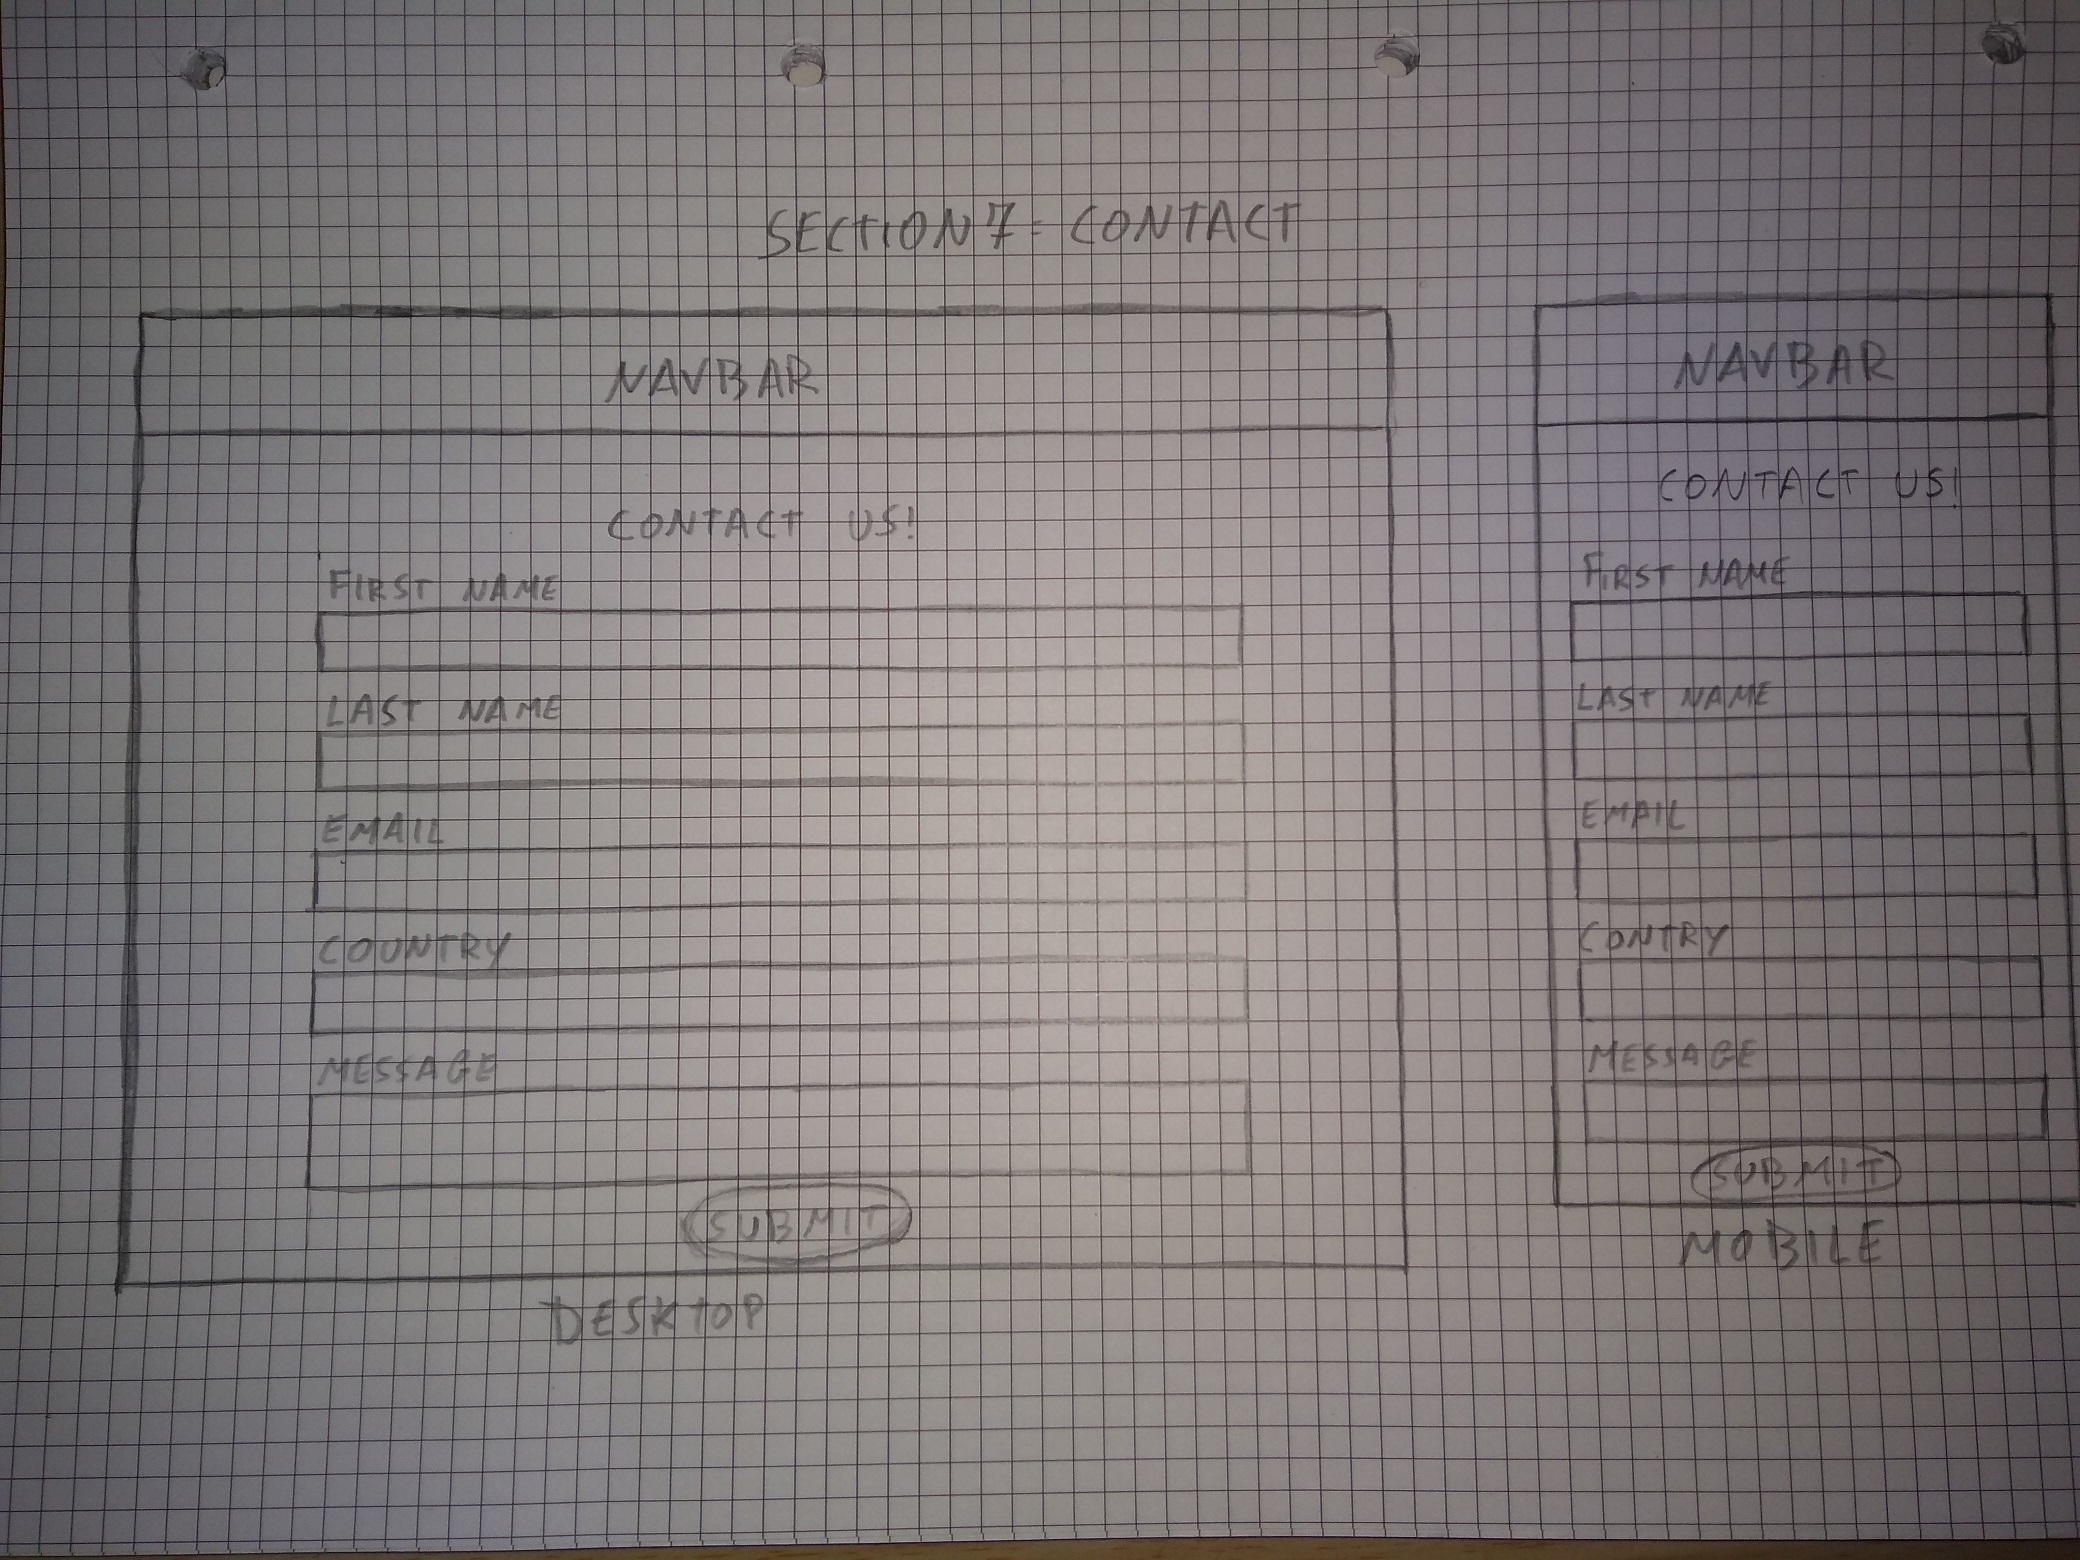 SECTION 7 - CONTACT
NAVBAR
CONTACT US!
FIRST NAME
LAST NAME
EMAIL
COUNTRY
MESSAGE
SUBMIT
DESKTOP
NAVBAR
CONTACT US!
FIRST NAME
LAST NAME
EMAIL
CONTRY
MESSAGE
SUBMIT
MOBILE